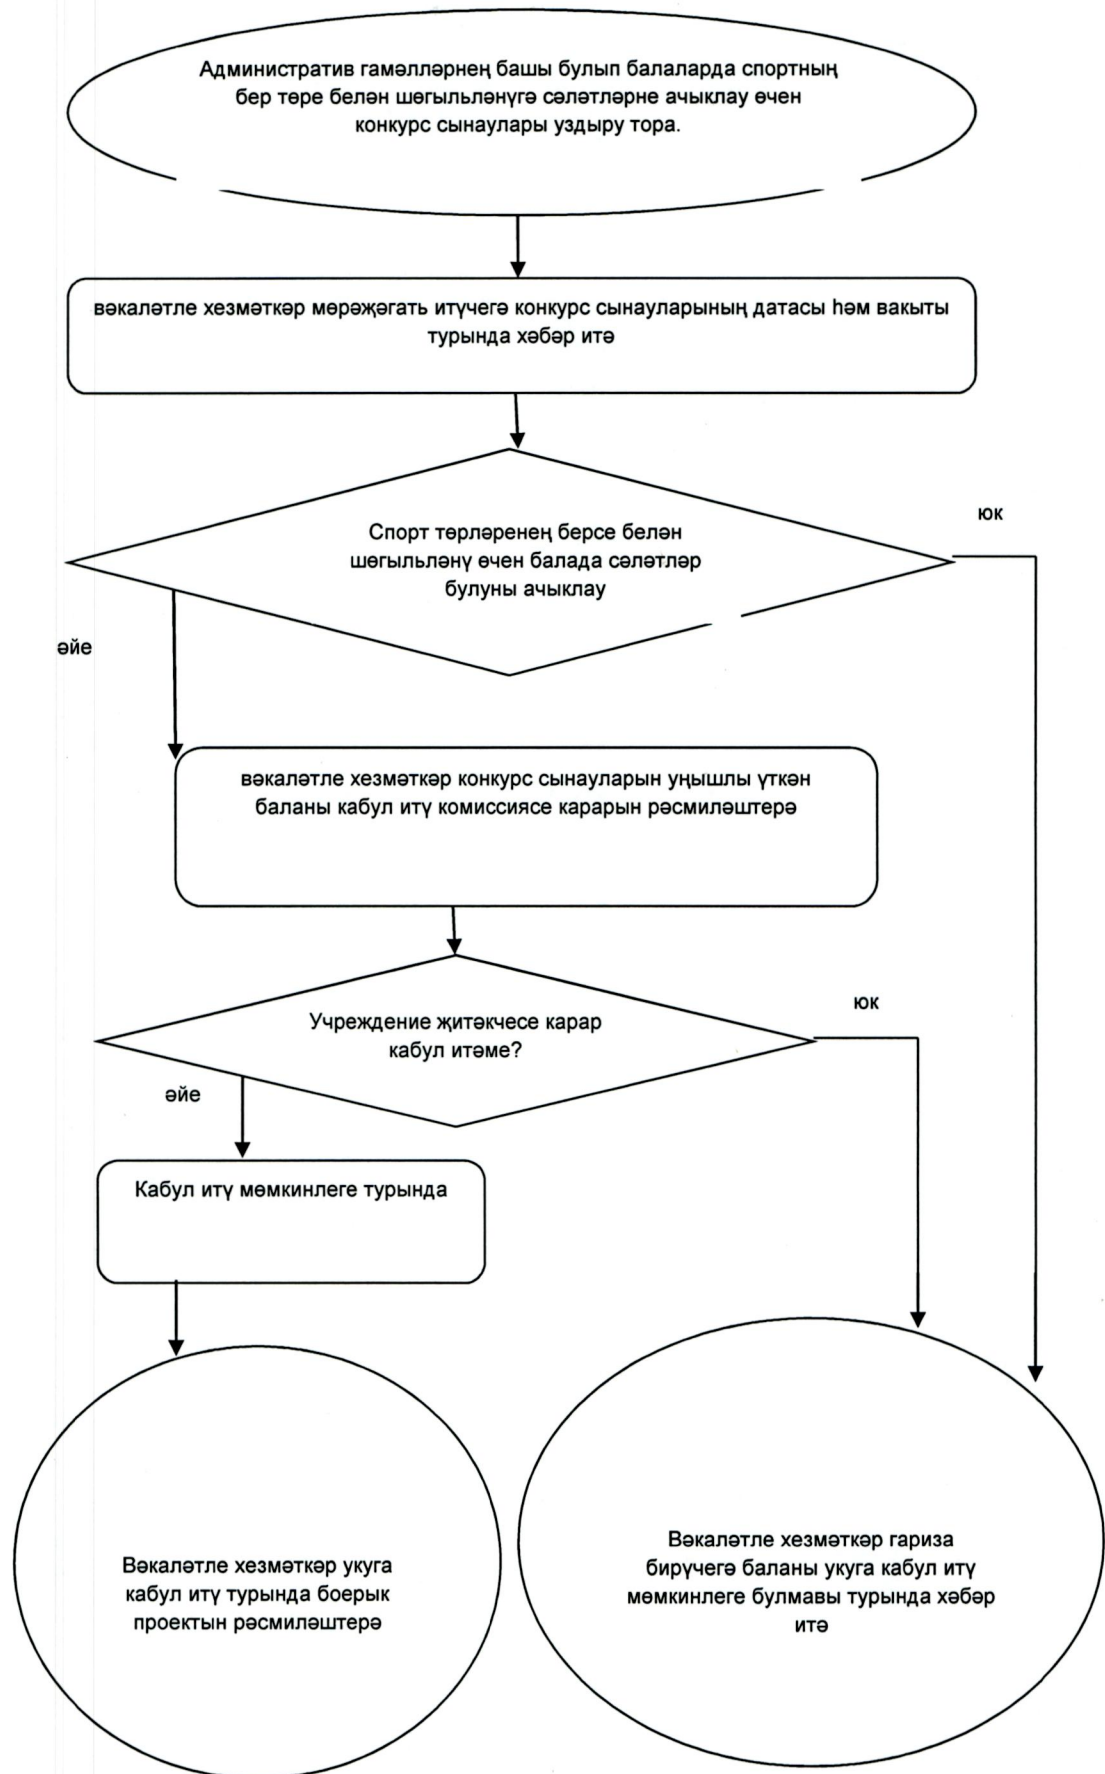 Административ гамәлләрнең башы булып балаларда спортның
бер төре белән шөгыльләнүгә сәләтләрне ачыклау өчен
конкурс сынаулары уздыру тора.
вәкаләтле хезмәткәр мөрәҗәгать итүчегә конкурс сынауларының датасы һәм вакыты
турында хәбәр итә
Спорт төрләренең берсе белән
шөгыльләнү өчен балада сәләтләр
булуны ачыклау
юк
әйе
вәкаләтле хезмәткәр конкурс сынауларын уңышлы үткән
баланы кабул итү комиссиясе карарын рәсмиләштерә
Учреждение җитәкчесе карар
кабул итәме?
юк
әйе
Кабул итү мөмкинлеге турында
Вәкаләтле хезмәткәр укуга
кабул итү турында боерык
проектын рәсмиләштерә
Вәкаләтле хезмәткәр гариза
бирүчегә баланы укуга кабул итү
мөмкинлеге булмавы турында хәбәр
итә